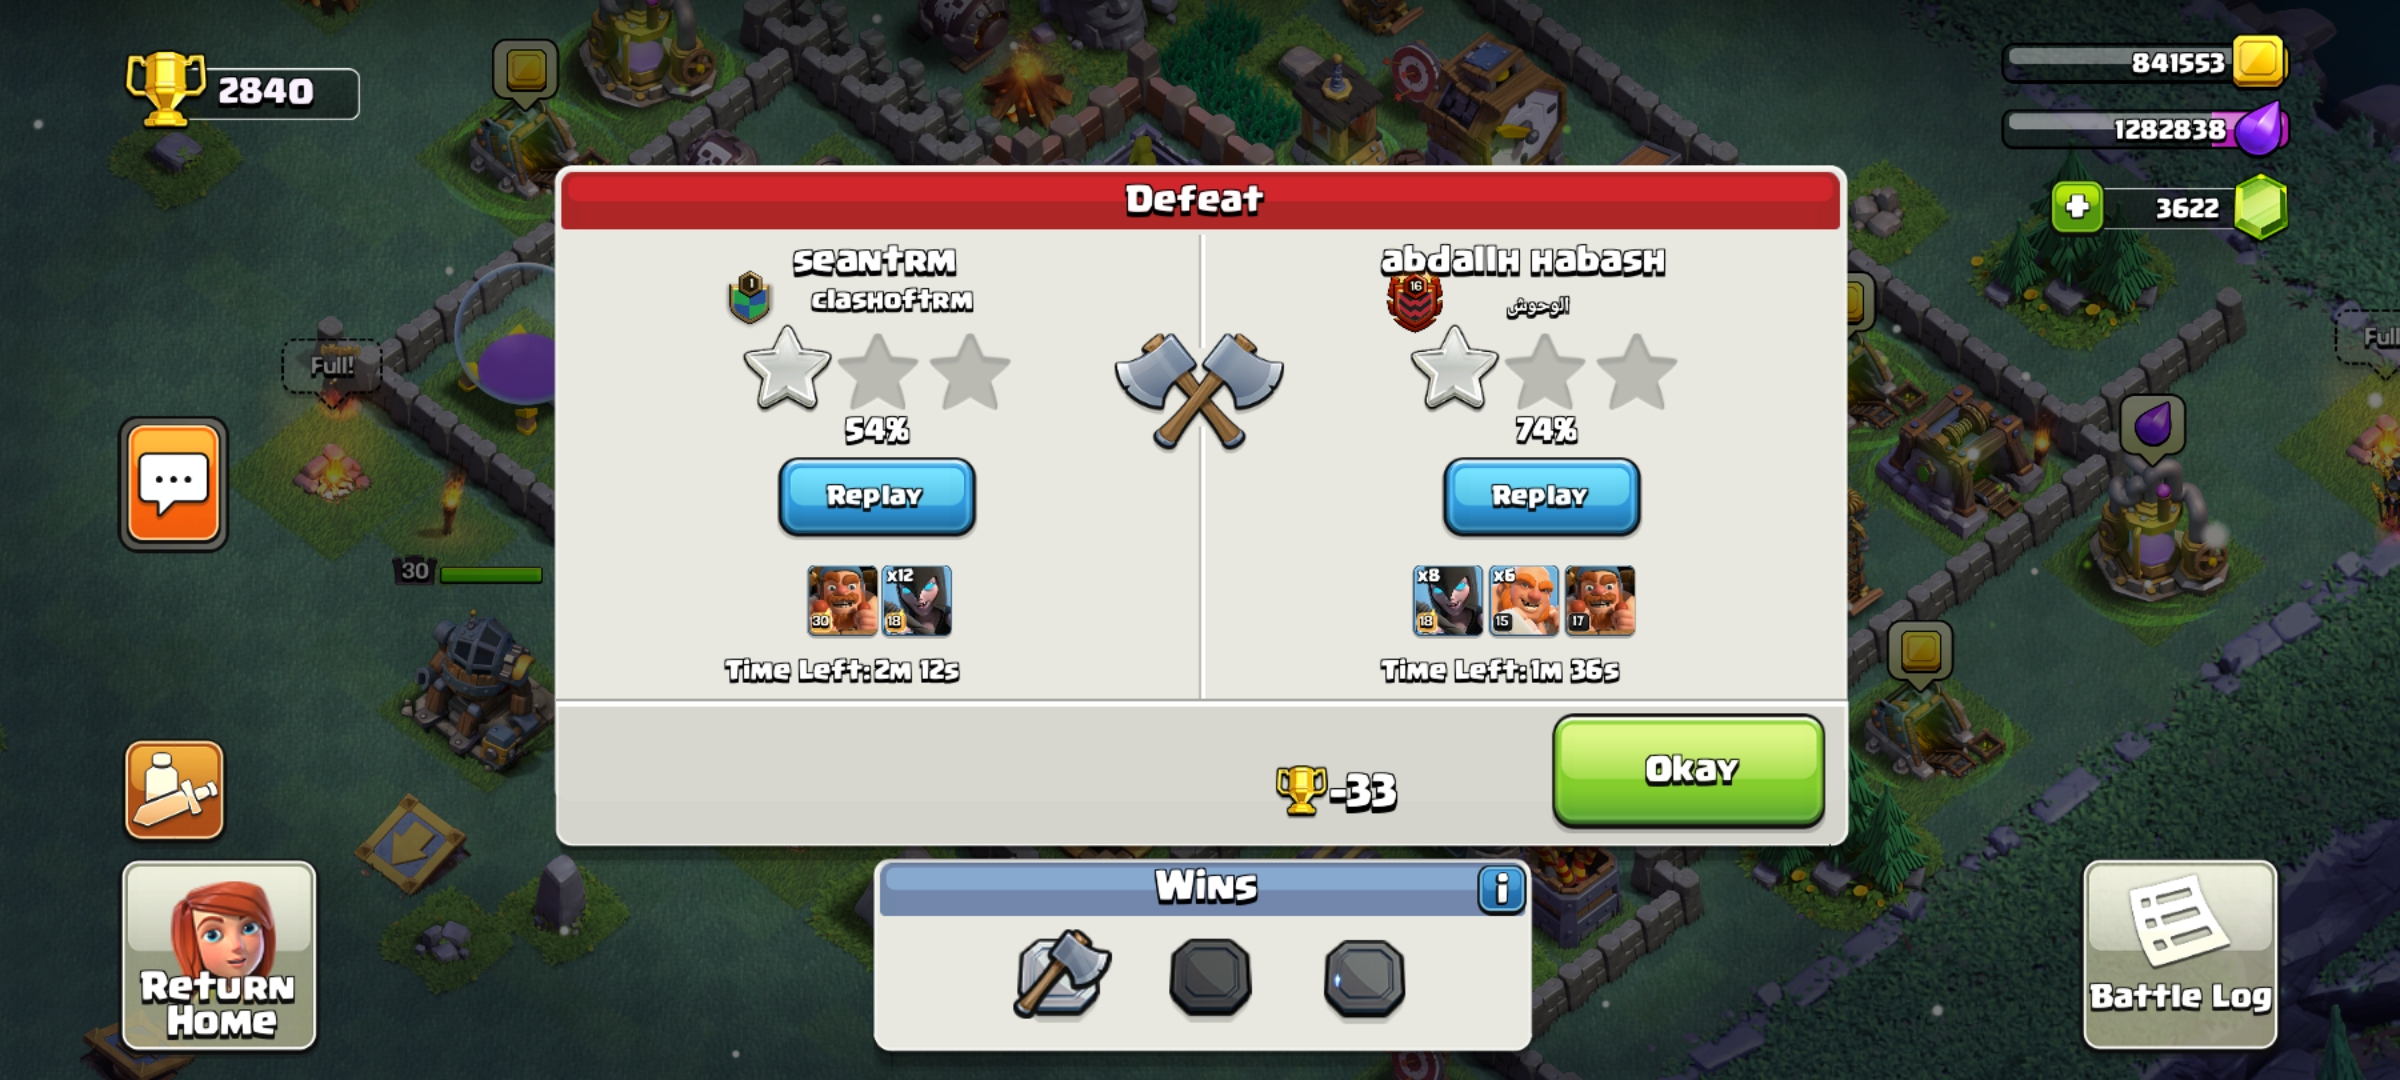 2840
841553
1282838
3622
Defeat
seantrm
clashoftrm
1
54%
Replay
30
x12
18
Time Left: 2m 12s
abdallh habash
16
الوحوش
74%
Replay
x8
18
x6
15
17
Time Left: 1m 36s
Full!
Full
30
-33
Okay
Wins
i
Return
Home
Battle Log